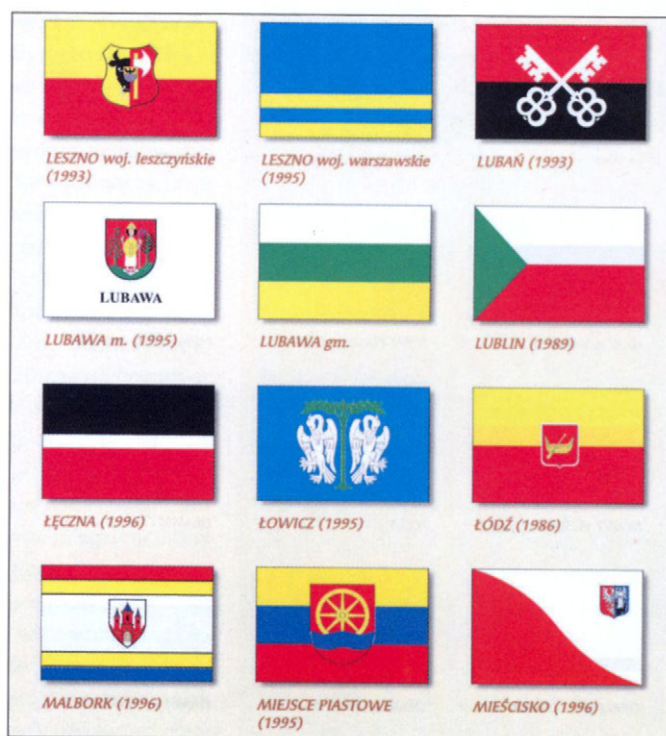 LESZNO woj. leszczyńskie
(1993)
LESZNO woj. warszawskie
(1995)
LUBAŃ (1993)
LUBAWA
LUBAWA m. (1995)
LUBAWA gm.
LUBLIN (1989)
ŁĘCZNA (1996)
ŁOWICZ (1995)
ŁÓDŹ (1986)
MALBORK (1996)
MIEJSCE PIASTOWE
(1995)
MIEŚCISKO (1996)